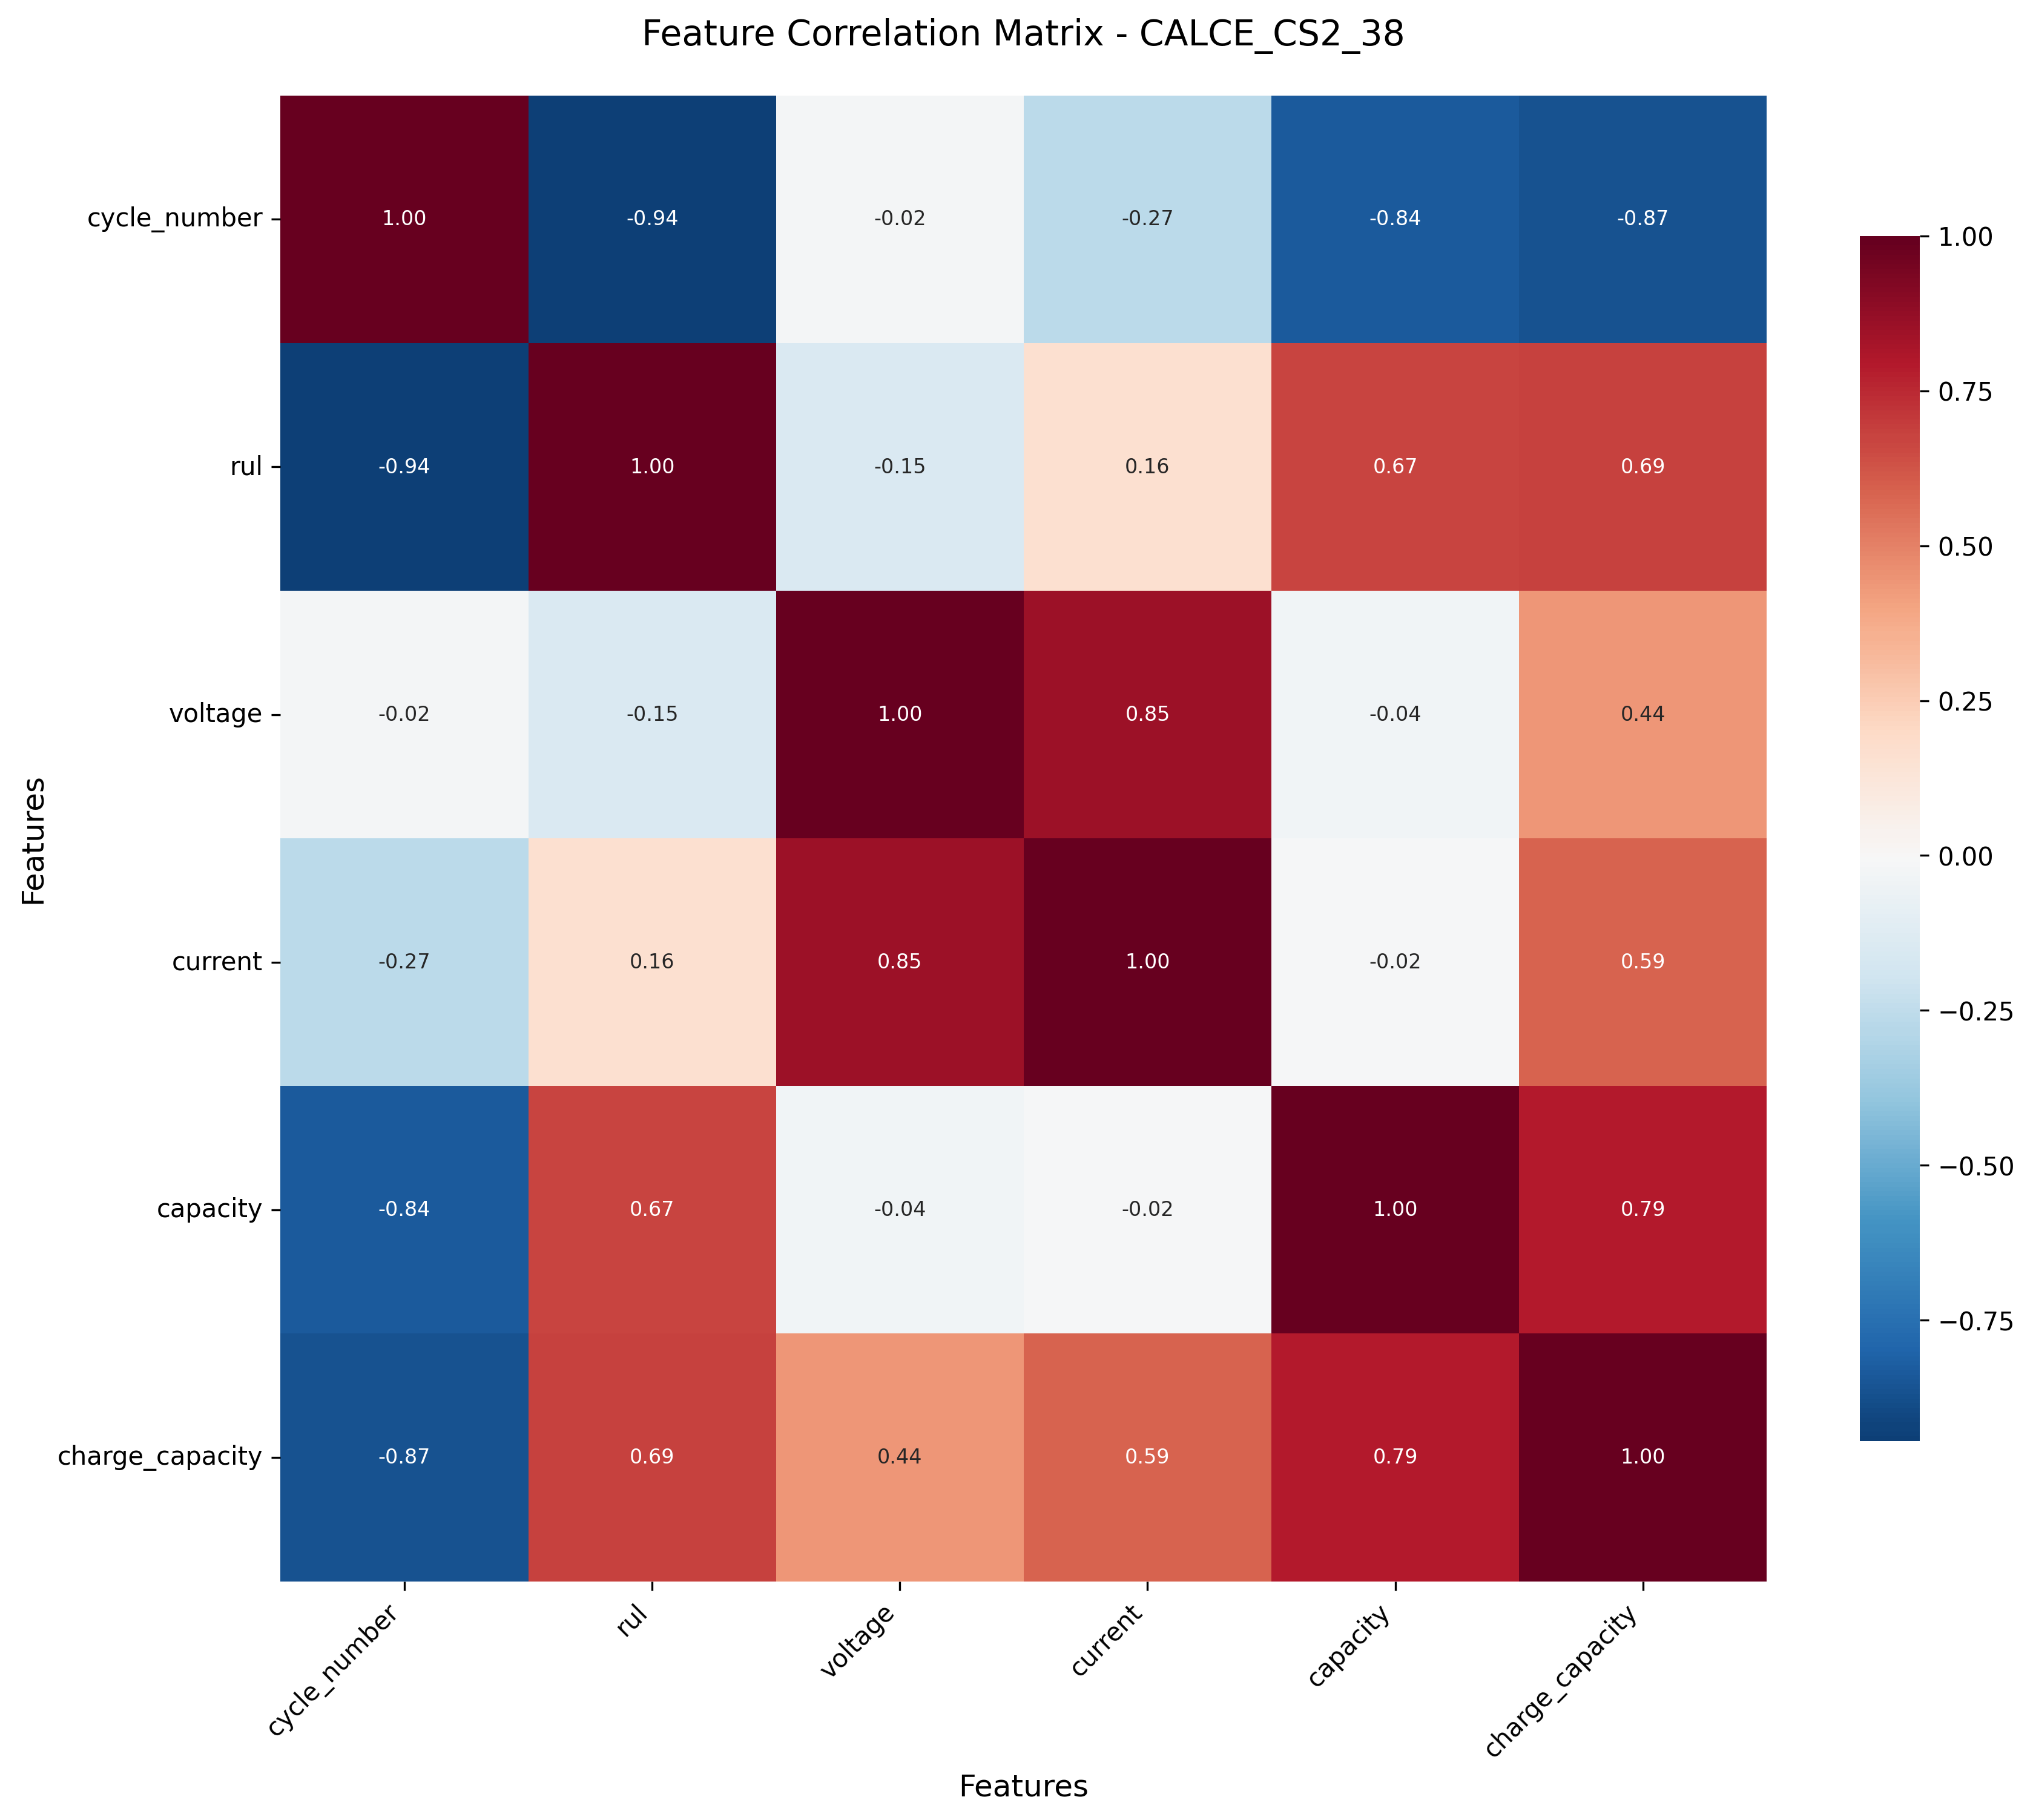 Feature Correlation Matrix - CALCE_CS2_38
Features
cycle_number 1.00 -0.94 -0.02 -0.27 -0.84 -0.87
rul -0.94 1.00 -0.15 0.16 0.67 0.69
voltage -0.02 -0.15 1.00 0.85 -0.04 0.44
current -0.27 0.16 0.85 1.00 -0.02 0.59
capacity -0.84 0.67 -0.04 -0.02 1.00 0.79
charge_capacity -0.87 0.69 0.44 0.59 0.79 1.00
cycle_number rul voltage current capacity charge_capacity
Features
1.00
0.75
0.50
0.25
0.00
−0.25
−0.50
−0.75